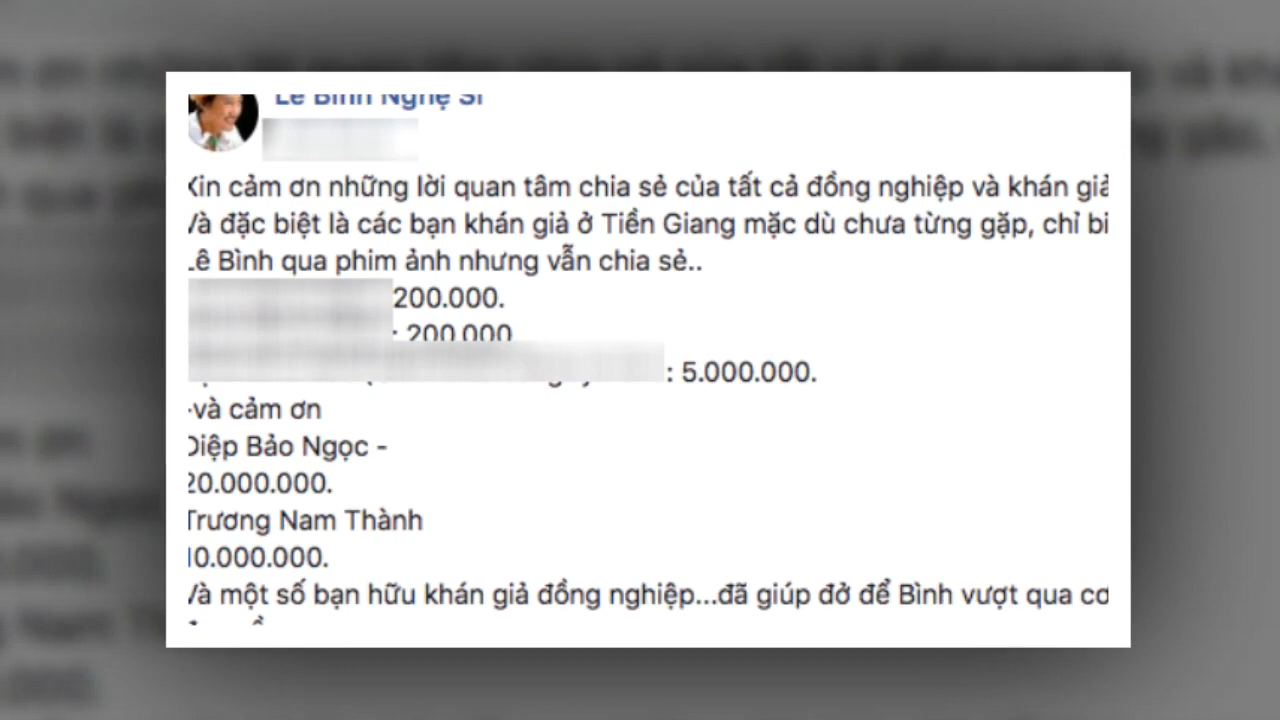 Lê Bình Nghệ Sĩ
Xin cảm ơn những lời quan tâm chia sẻ của tất cả đồng nghiệp và khán giả
Và đặc biệt là các bạn khán giả ở Tiền Giang mặc dù chưa từng gặp, chỉ bi
Lê Bình qua phim ảnh nhưng vẫn chia sẻ..
200.000.
: 200.000
: 5.000.000.
-và cảm ơn
Diệp Bảo Ngọc -
20.000.000.
Trương Nam Thành
10.000.000.
Và một số bạn hữu khán giả đồng nghiệp...đã giúp đở để Bình vượt qua cơ